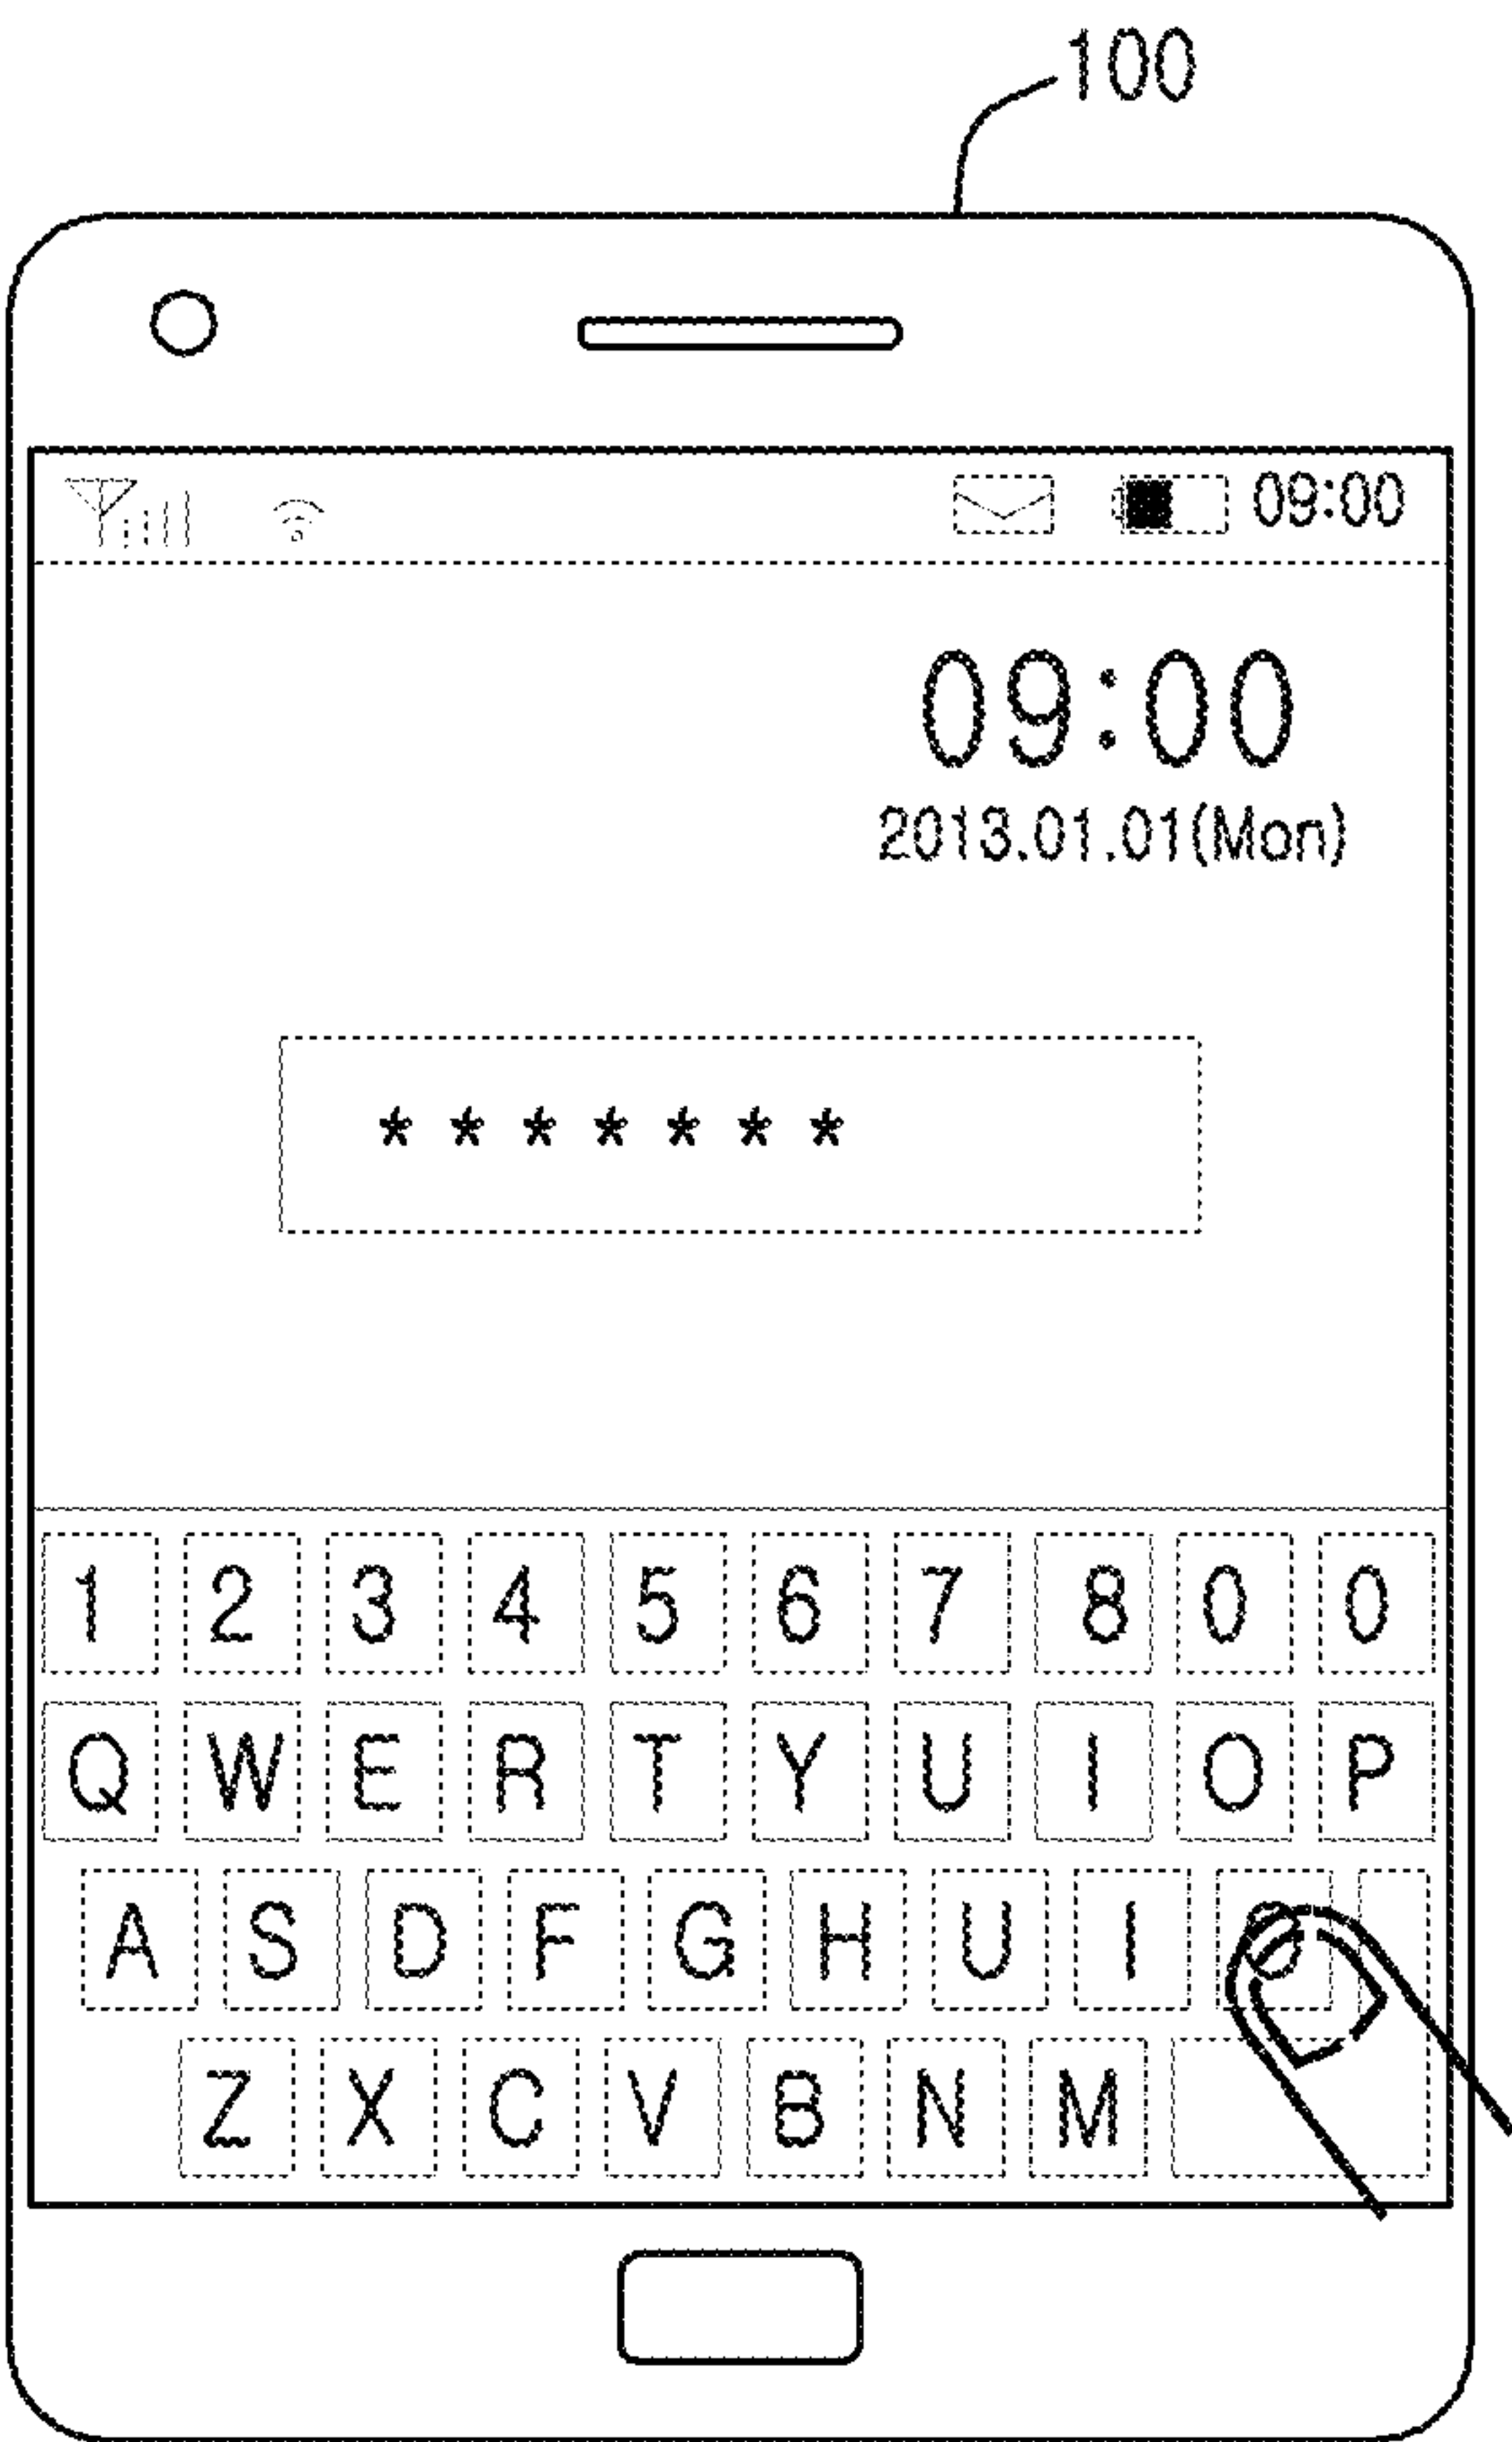 100
09:00
09:00
2013.01.01(Mon)
*******
1 2 3 4 5 6 7 8 0 0
Q W E R T Y U I O P
A S D F G H U I
Z X C V B N M